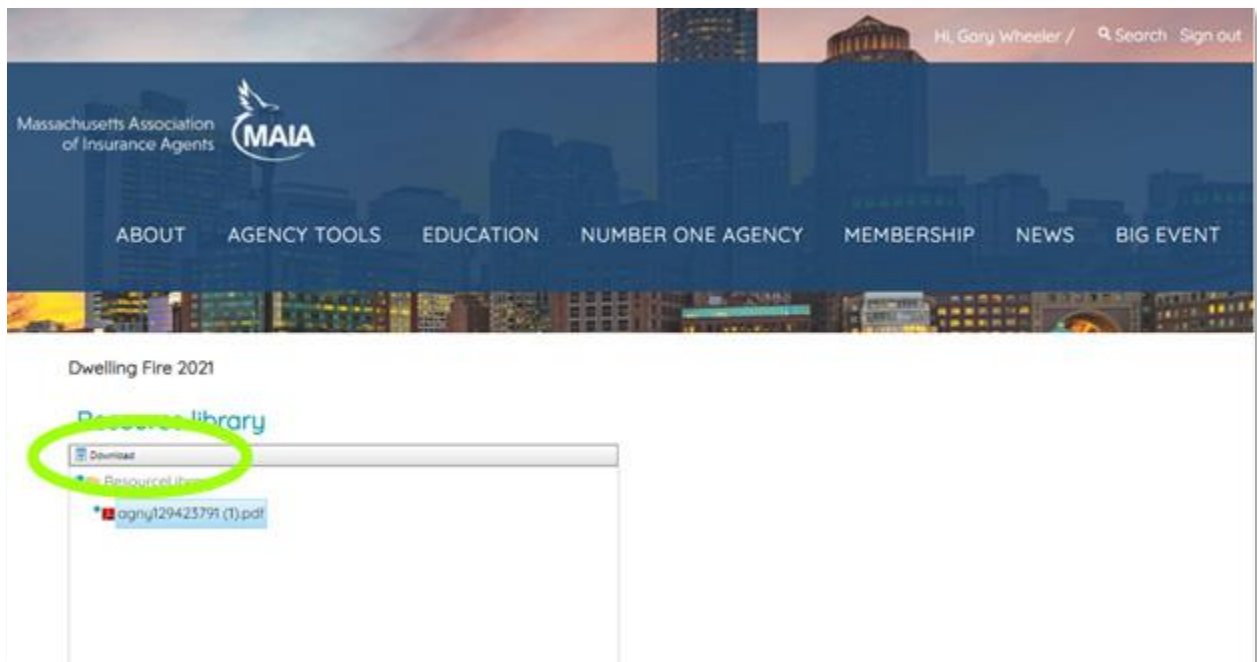 Hi, Gary Wheeler / Search Sign out
Massachusetts Association
of Insurance Agents
MAIA
ABOUT AGENCY TOOLS EDUCATION NUMBER ONE AGENCY MEMBERSHIP NEWS BIG EVENT
Dwelling Fire 2021
Resource library
Download
ResourceLibrary
agny129423791 (1).pdf